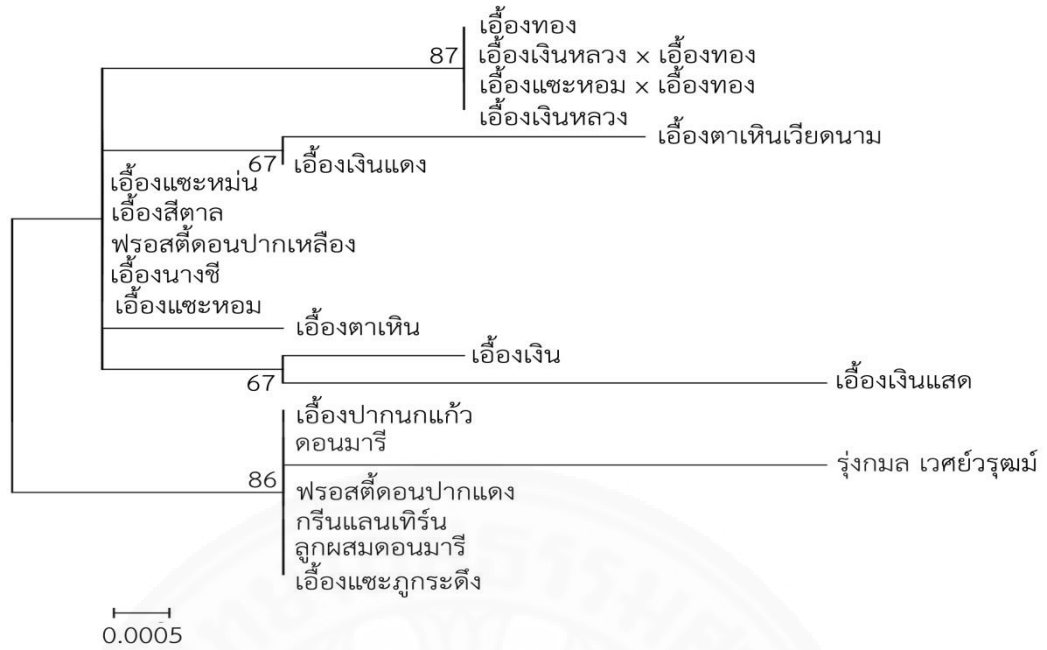 เอื้องทอง
87
เอื้องเงินหลวง × เอื้องทอง
เอื้องแซะหอม × เอื้องทอง
เอื้องเงินหลวง
เอื้องตาเหินเวียดนาม
67
เอื้องเงินแดง
เอื้องแซะหม่น
เอื้องสีตาล
ฟรอสตี้ดอนปากเหลือง
เอื้องนางชี
เอื้องแซะหอม
เอื้องตาเหิน
เอื้องเงิน
67
เอื้องเงินแสด
เอื้องปากนกแก้ว
ดอนมารี
รุ่งกมล เวศย์วรุฒม์
86
ฟรอสตี้ดอนปากแดง
กรีนแลนเทิร์น
ลูกผสมดอนมารี
เอื้องแซะภูกระดึง
0.0005